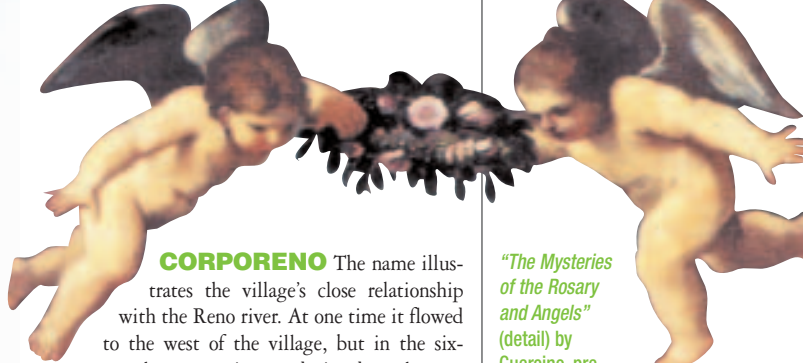 CORPORENO The name illus-
trates the village's close relationship
with the Reno river. At one time it flowed
to the west of the village, but in the six-
"The Mysteries
of the Rosary
and Angels"
(detail) by